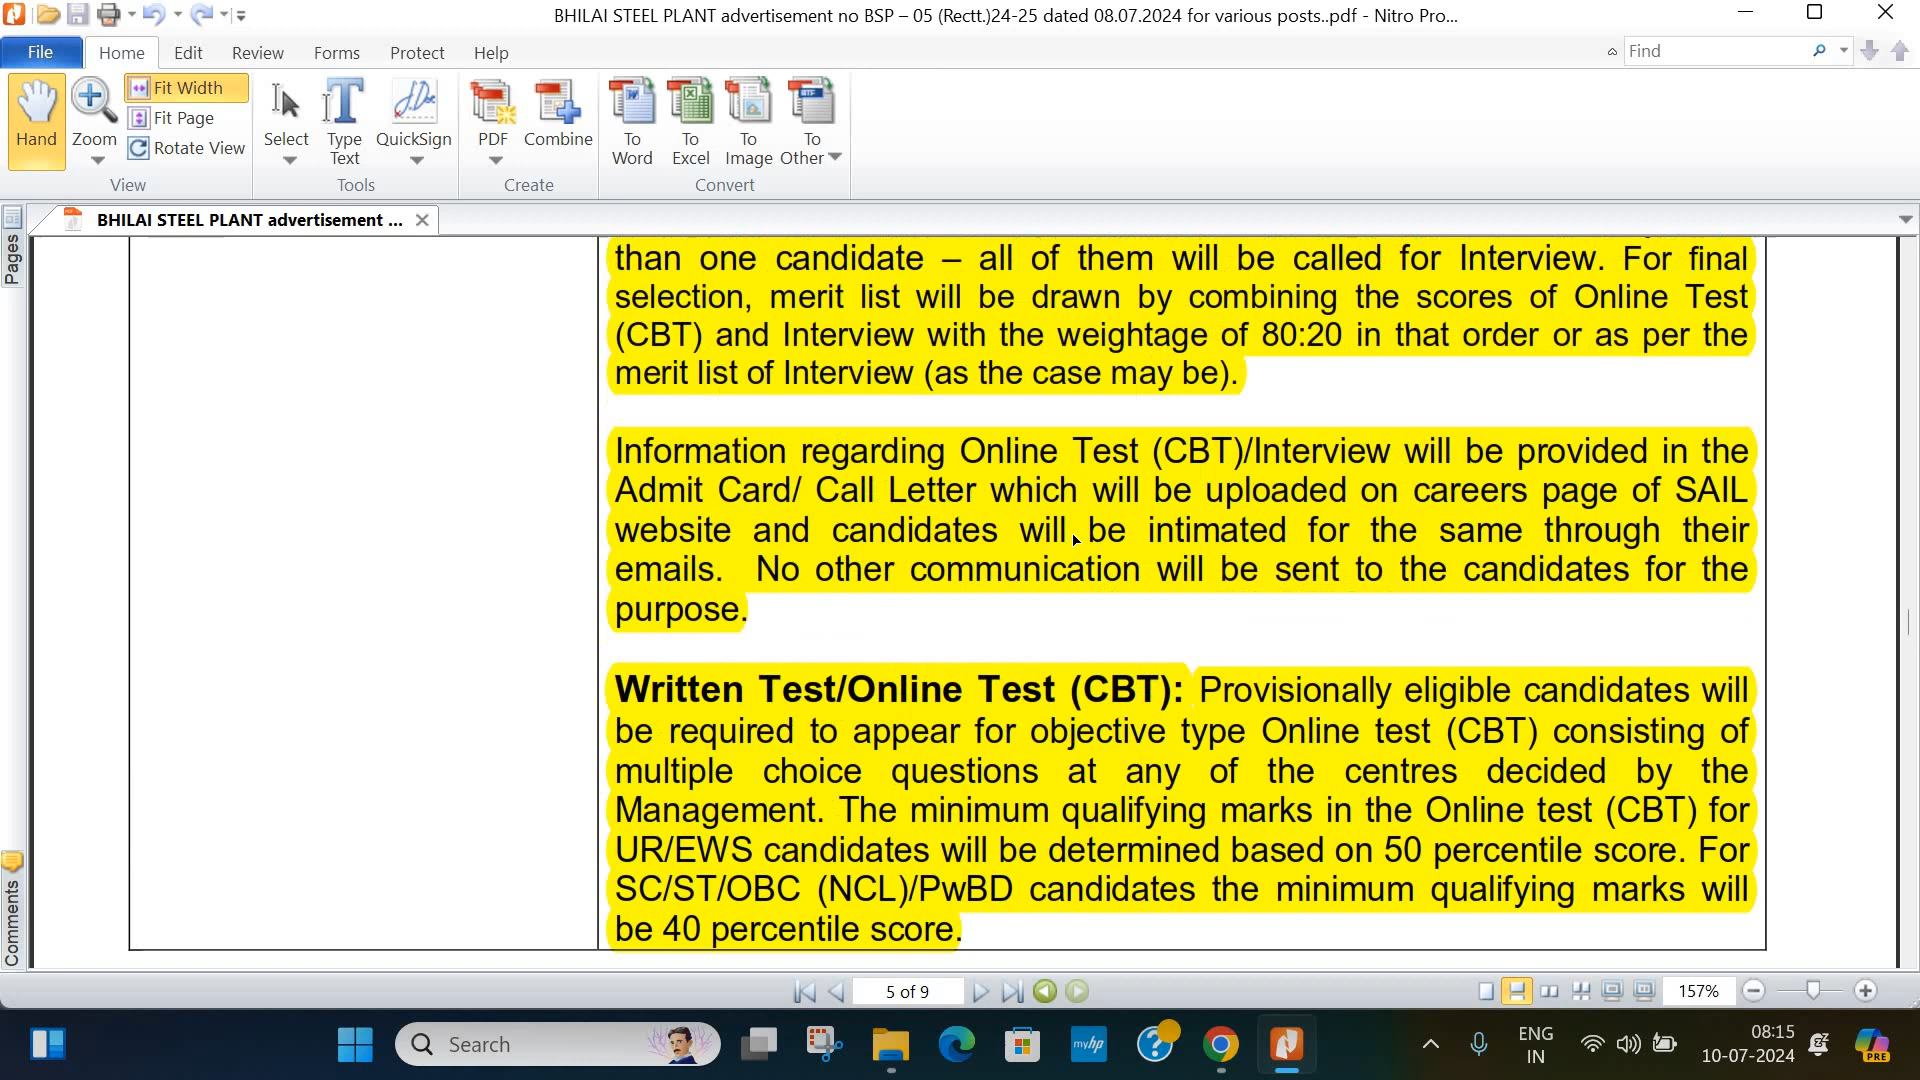 BHILAI STEEL PLANT advertisement no BSP – 05 (Rectt.)24-25 dated 08.07.2024 for various posts..pdf - Nitro Pro...
File Home Edit Review Forms Protect Help
Find
Hand
Zoom
Fit Width
Fit Page
Rotate View
View
Select
Type Text
QuickSign
Tools
PDF
Combine
Create
To Word
To Excel
To Image
To Other
Convert
BHILAI STEEL PLANT advertisement ...
Pages
than one candidate – all of them will be called for Interview. For final
selection, merit list will be drawn by combining the scores of Online Test
(CBT) and Interview with the weightage of 80:20 in that order or as per the
merit list of Interview (as the case may be).
Information regarding Online Test (CBT)/Interview will be provided in the
Admit Card/ Call Letter which will be uploaded on careers page of SAIL
website and candidates will be intimated for the same through their
emails. No other communication will be sent to the candidates for the
purpose.
Written Test/Online Test (CBT): Provisionally eligible candidates will
be required to appear for objective type Online test (CBT) consisting of
multiple choice questions at any of the centres decided by the
Management. The minimum qualifying marks in the Online test (CBT) for
UR/EWS candidates will be determined based on 50 percentile score. For
SC/ST/OBC (NCL)/PwBD candidates the minimum qualifying marks will
be 40 percentile score.
Comments
5 of 9
157%
Search
myhp
ENG
IN
08:15
10-07-2024
PRE